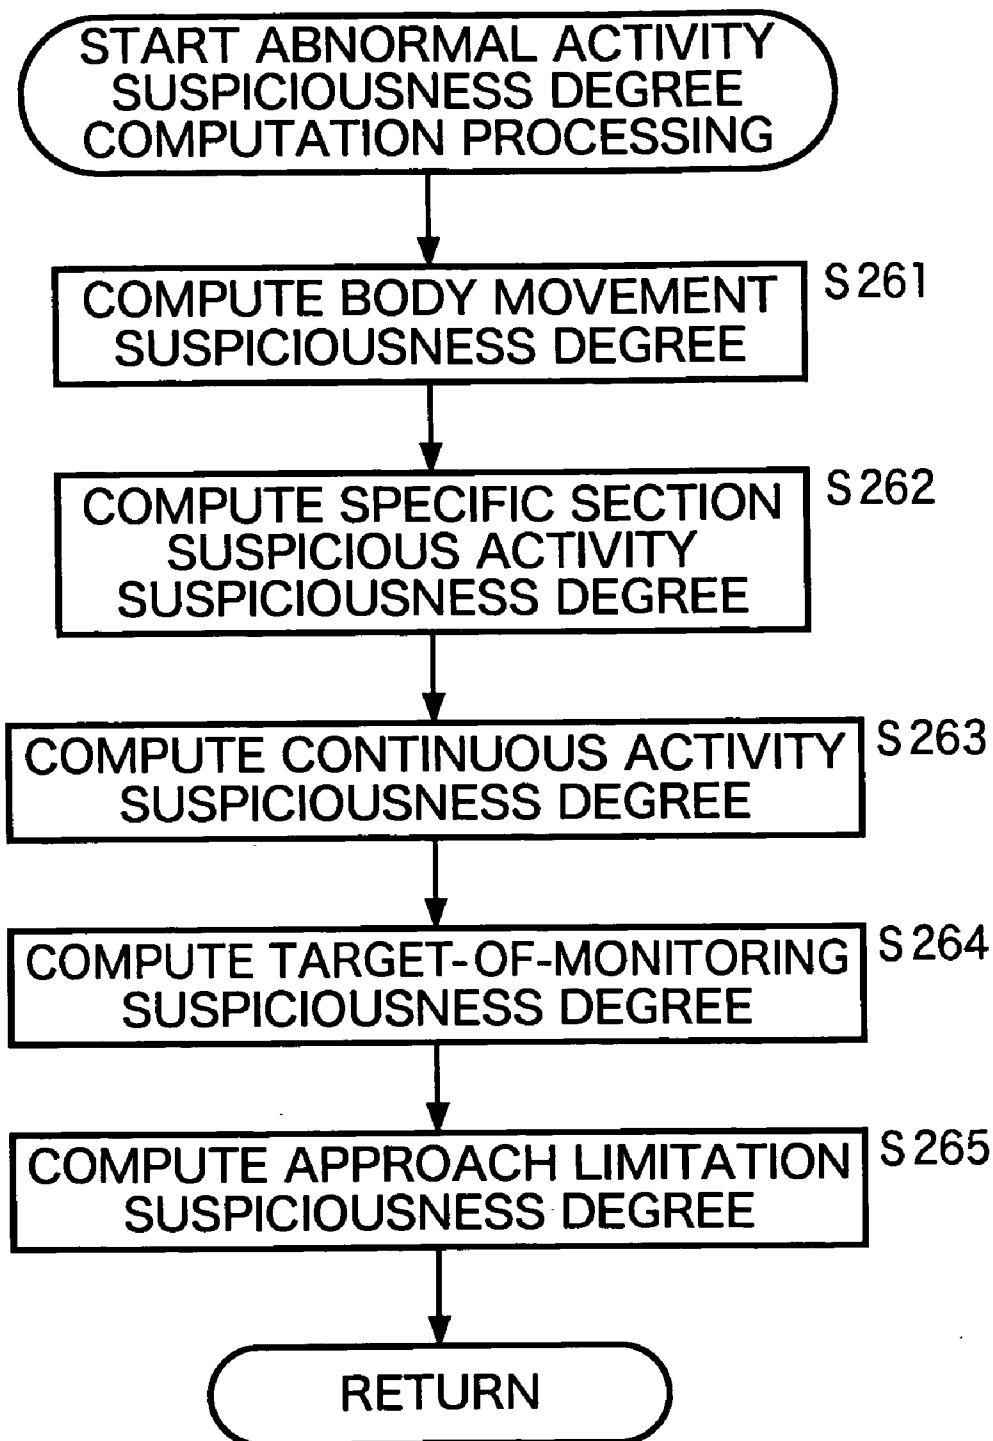 START ABNORMAL ACTIVITY
SUSPICIOUSNESS DEGREE
COMPUTATION PROCESSING
COMPUTE BODY MOVEMENT
SUSPICIOUSNESS DEGREE
S261
COMPUTE SPECIFIC SECTION
SUSPICIOUS ACTIVITY
SUSPICIOUSNESS DEGREE
S262
COMPUTE CONTINUOUS ACTIVITY
SUSPICIOUSNESS DEGREE
S263
COMPUTE TARGET-OF-MONITORING
SUSPICIOUSNESS DEGREE
S264
COMPUTE APPROACH LIMITATION
SUSPICIOUSNESS DEGREE
S265
RETURN